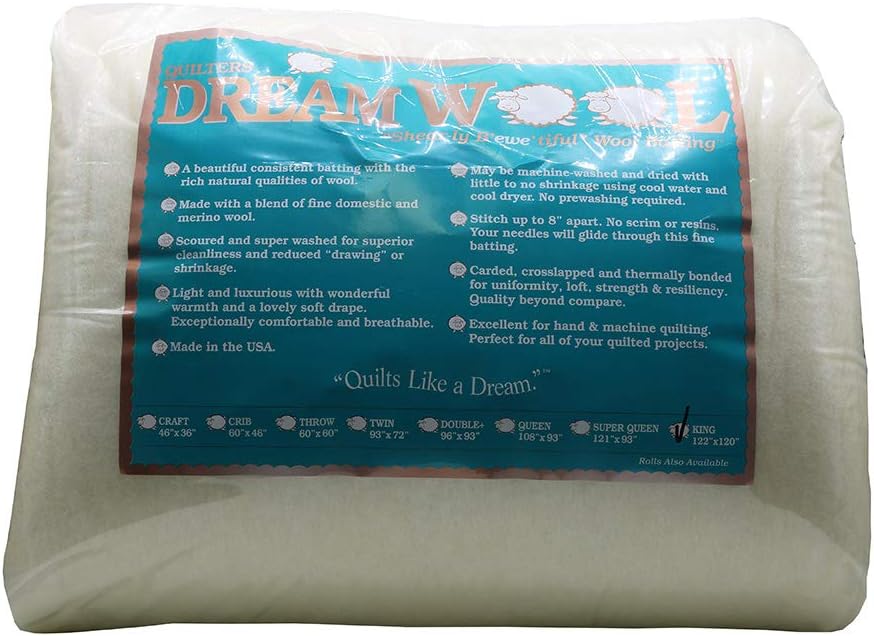 QUILTERS
DREAM WOOL
Shear-ly B'ewe'tiful Wool Batting
A beautiful consistent batting with the
rich natural qualities of wool.
Made with a blend of fine domestic and
merino wool.
Scoured and super washed for superior
cleanliness and reduced "drawing" or
shrinkage.
Light and luxurious with wonderful
warmth and a lovely soft drape.
Exceptionally comfortable and breathable.
Made in the USA.
May be machine-washed and dried with
little to no shrinkage using cool water and
cool dryer. No prewashing required.
Stitch up to 8" apart. No scrim or resins.
Your needles will glide through this fine
batting.
Carded, crosslapped and thermally bonded
for uniformity, loft, strength & resiliency.
Quality beyond compare.
Excellent for hand & machine quilting.
Perfect for all of your quilted projects.
"Quilts Like a Dream."™
CRAFT CRIB THROW TWIN DOUBLE+ QUEEN SUPER QUEEN KING
46"x36" 60"x46" 60"x60" 93"x72" 96"x93" 108"x93" 121"x93" 122"x120"
Rolls Also Available